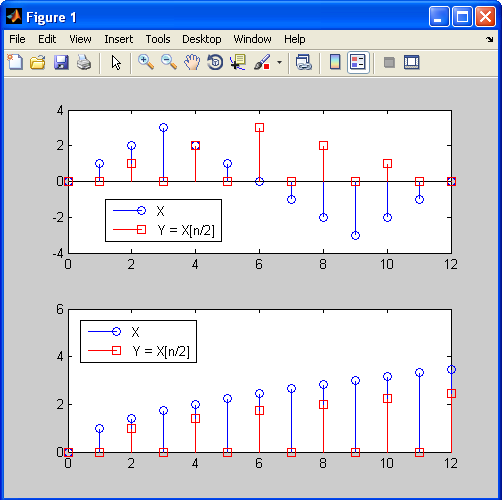 Figure 1
File Edit View Insert Tools Desktop Window Help
4
2
0
-2
-4
X
Y = X[n/2]
0 2 4 6 8 10 12
6
4
2
0
X
Y = X[n/2]
0 2 4 6 8 10 12